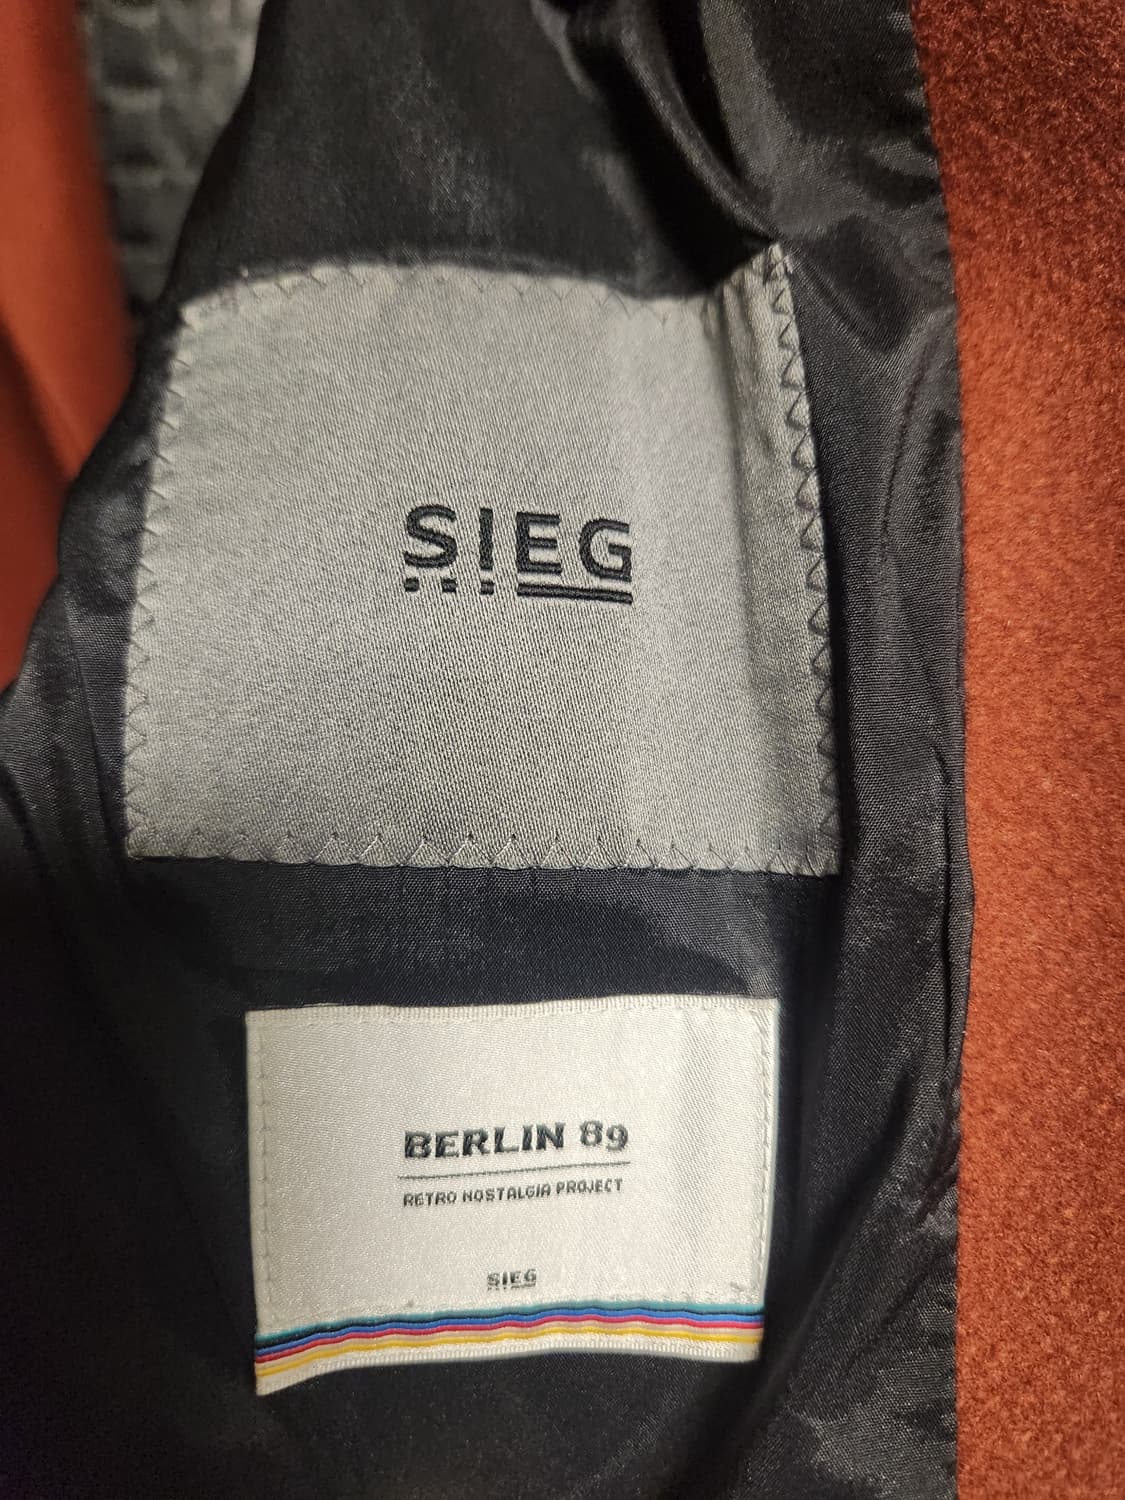 SIEG
BERLIN 89
RETRO NOSTALGIA PROJECT
SIEG